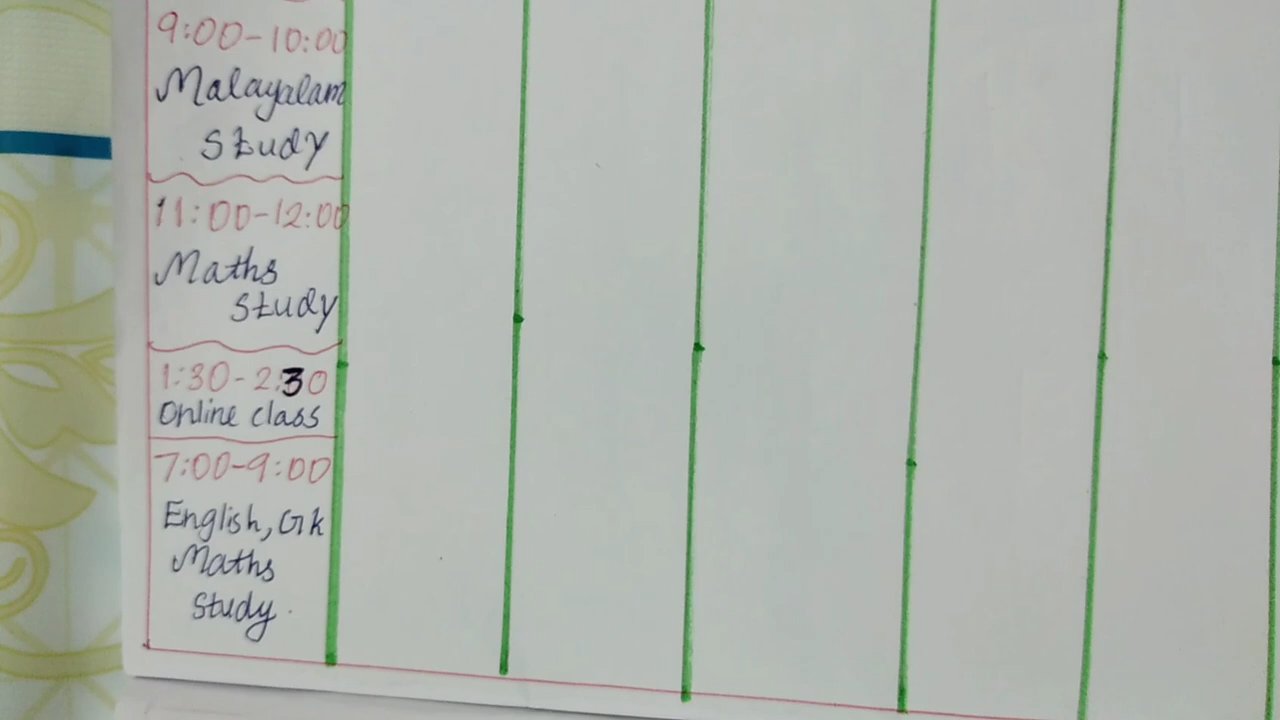 9:00-10:00
Malayalam
Study
11:00-12:00
Maths
Study
1:30-2:30
Online class
7:00-9:00
English, Gk
Maths
Study.